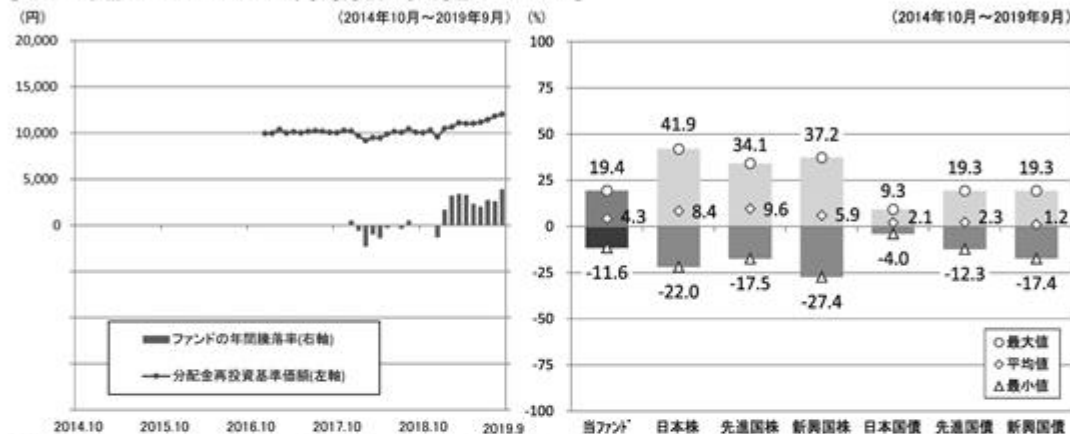 (円)
(2014年10月～2019年9月)
20,000
15,000
10,000
5,000
0
ファンドの年間騰落率(右軸)
分配金再投資基準価額(左軸)
2014.10 2015.10 2016.10 2017.10 2018.10 2019.9
(%)
(2014年10月～2019年9月)
100
75
50
25
0
-25
-50
-75
-100
19.4 41.9 34.1 37.2 9.3 19.3 19.3
4.3 8.4 9.6 5.9 2.1 2.3 1.2
-11.6 -22.0 -17.5 -27.4 -4.0 -12.3 -17.4
最大値
平均値
最小値
当ファンド 日本株 先進国株 新興国株 日本国債 先進国債 新興国債